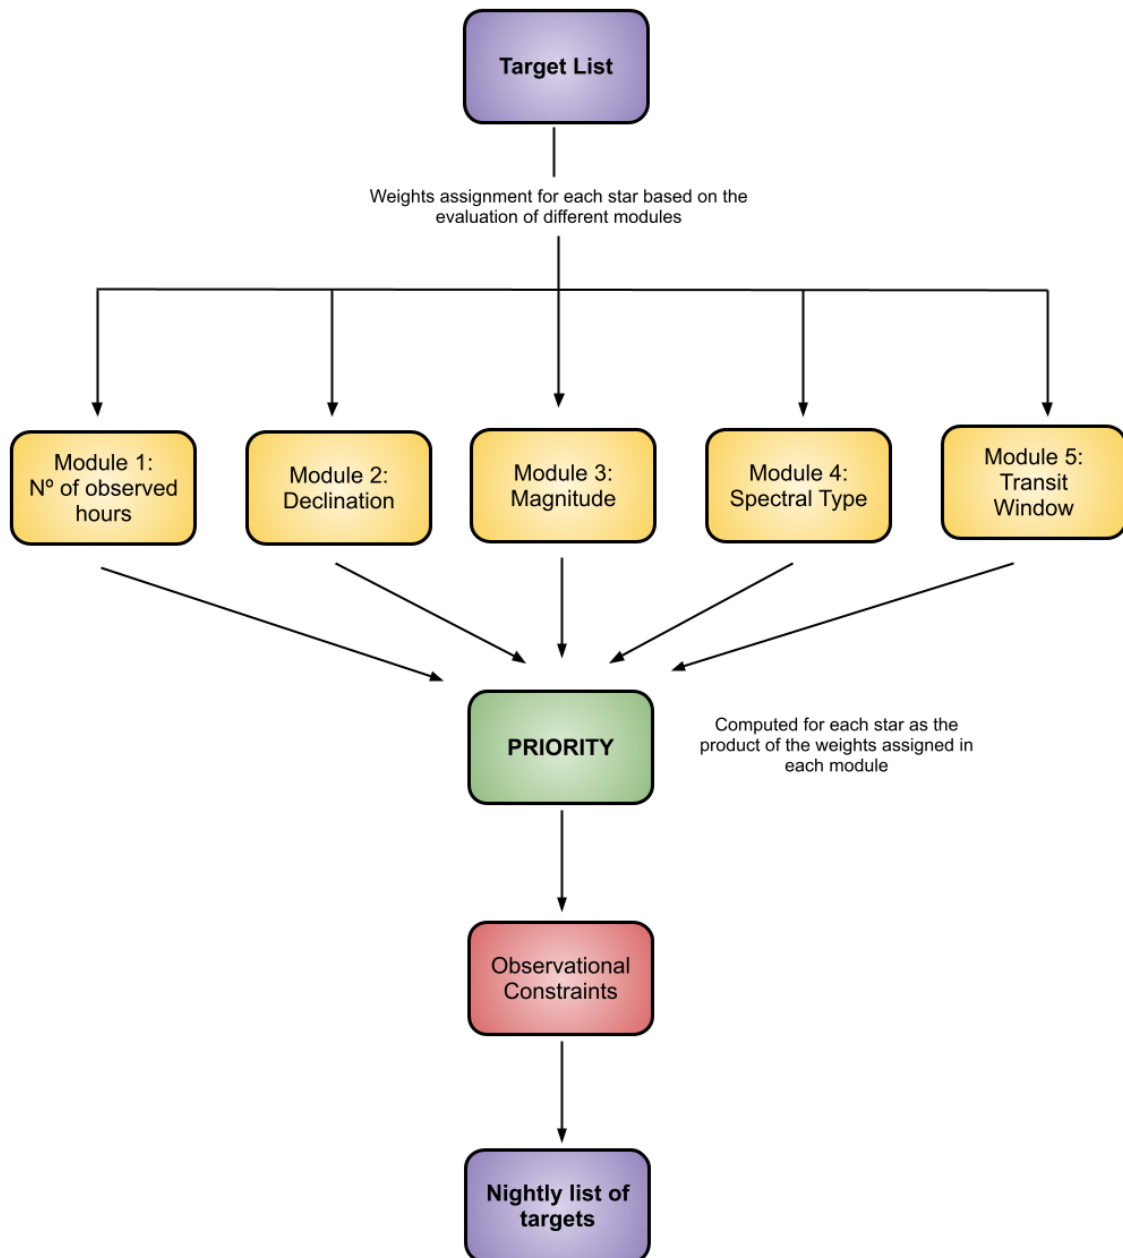 Target List
Weights assignment for each star based on the
evaluation of different modules
Module 1:
Nº of observed
hours
Module 2:
Declination
Module 3:
Magnitude
Module 4:
Spectral Type
Module 5:
Transit
Window
PRIORITY
Computed for each star as the
product of the weights assigned in
each module
Observational
Constraints
Nightly list of
targets